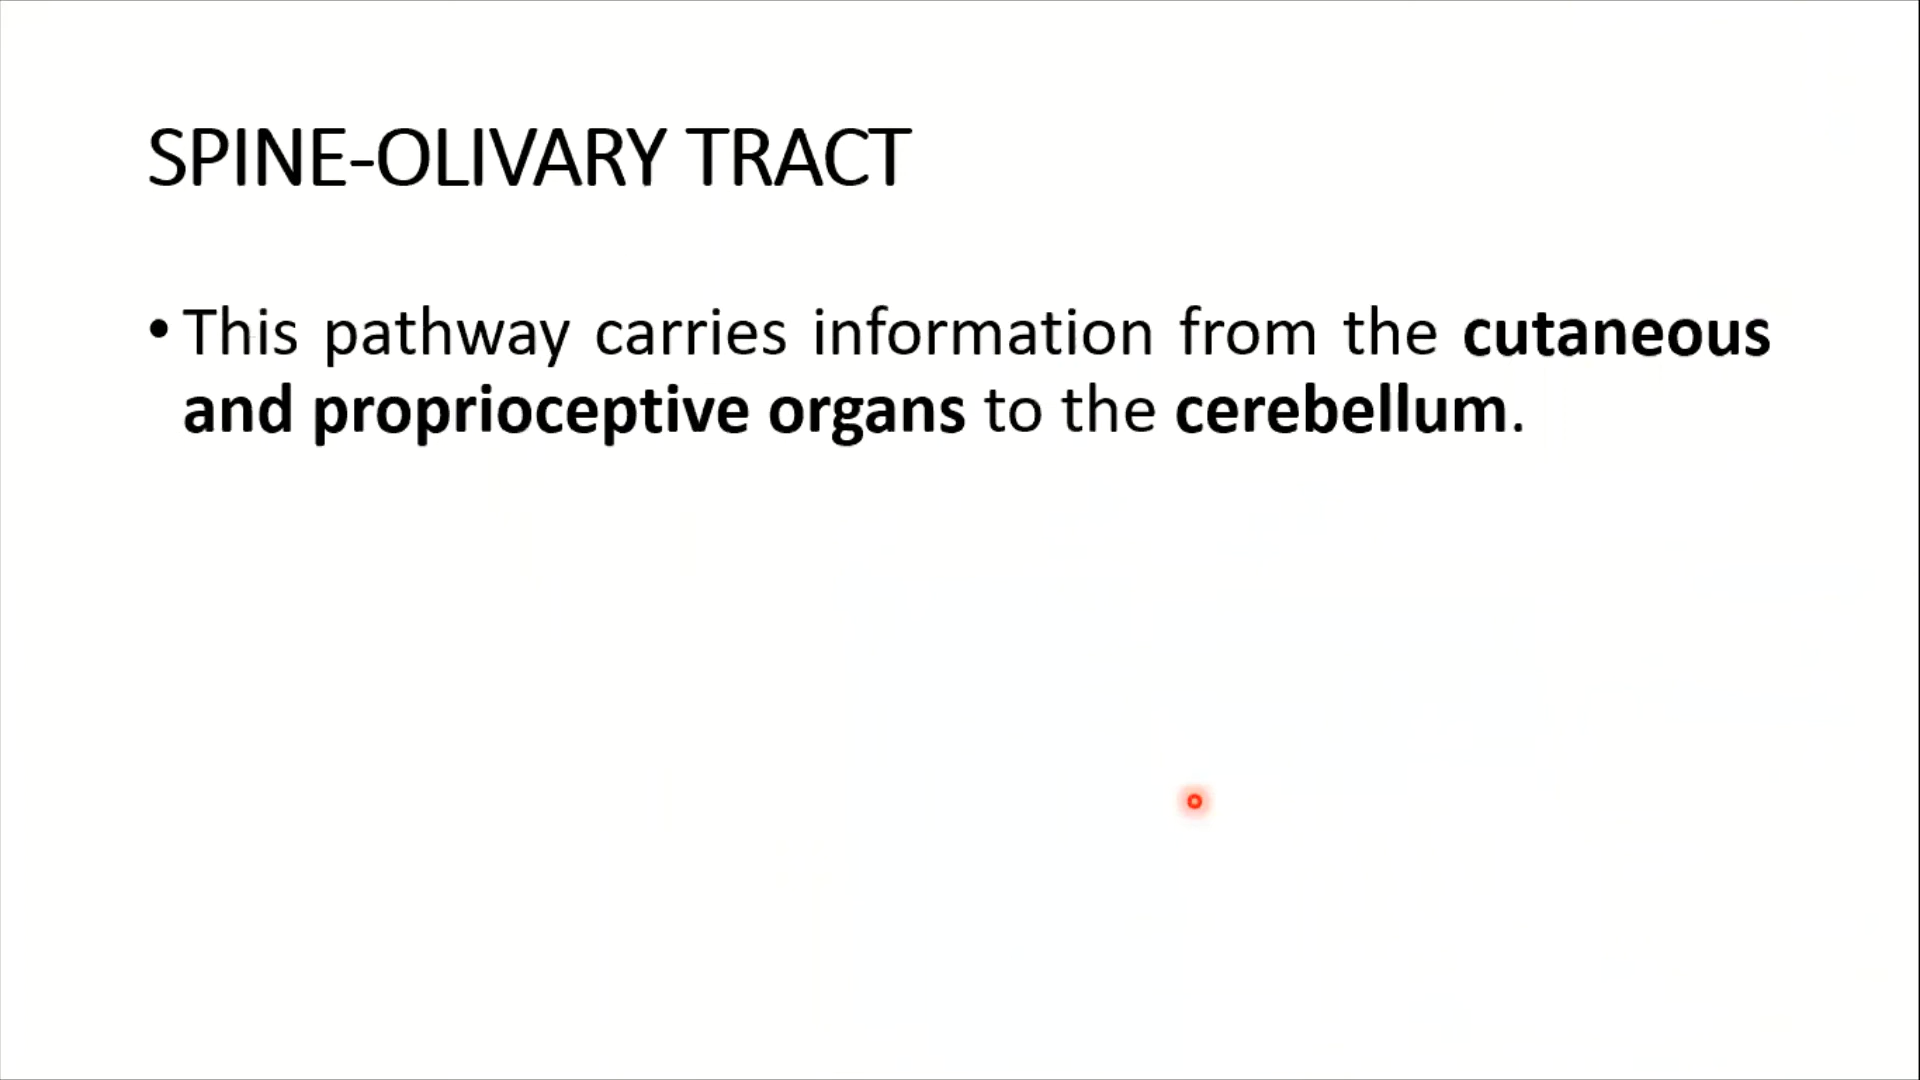 SPINE-OLIVARY TRACT
• This pathway carries information from the cutaneous
and proprioceptive organs to the cerebellum.